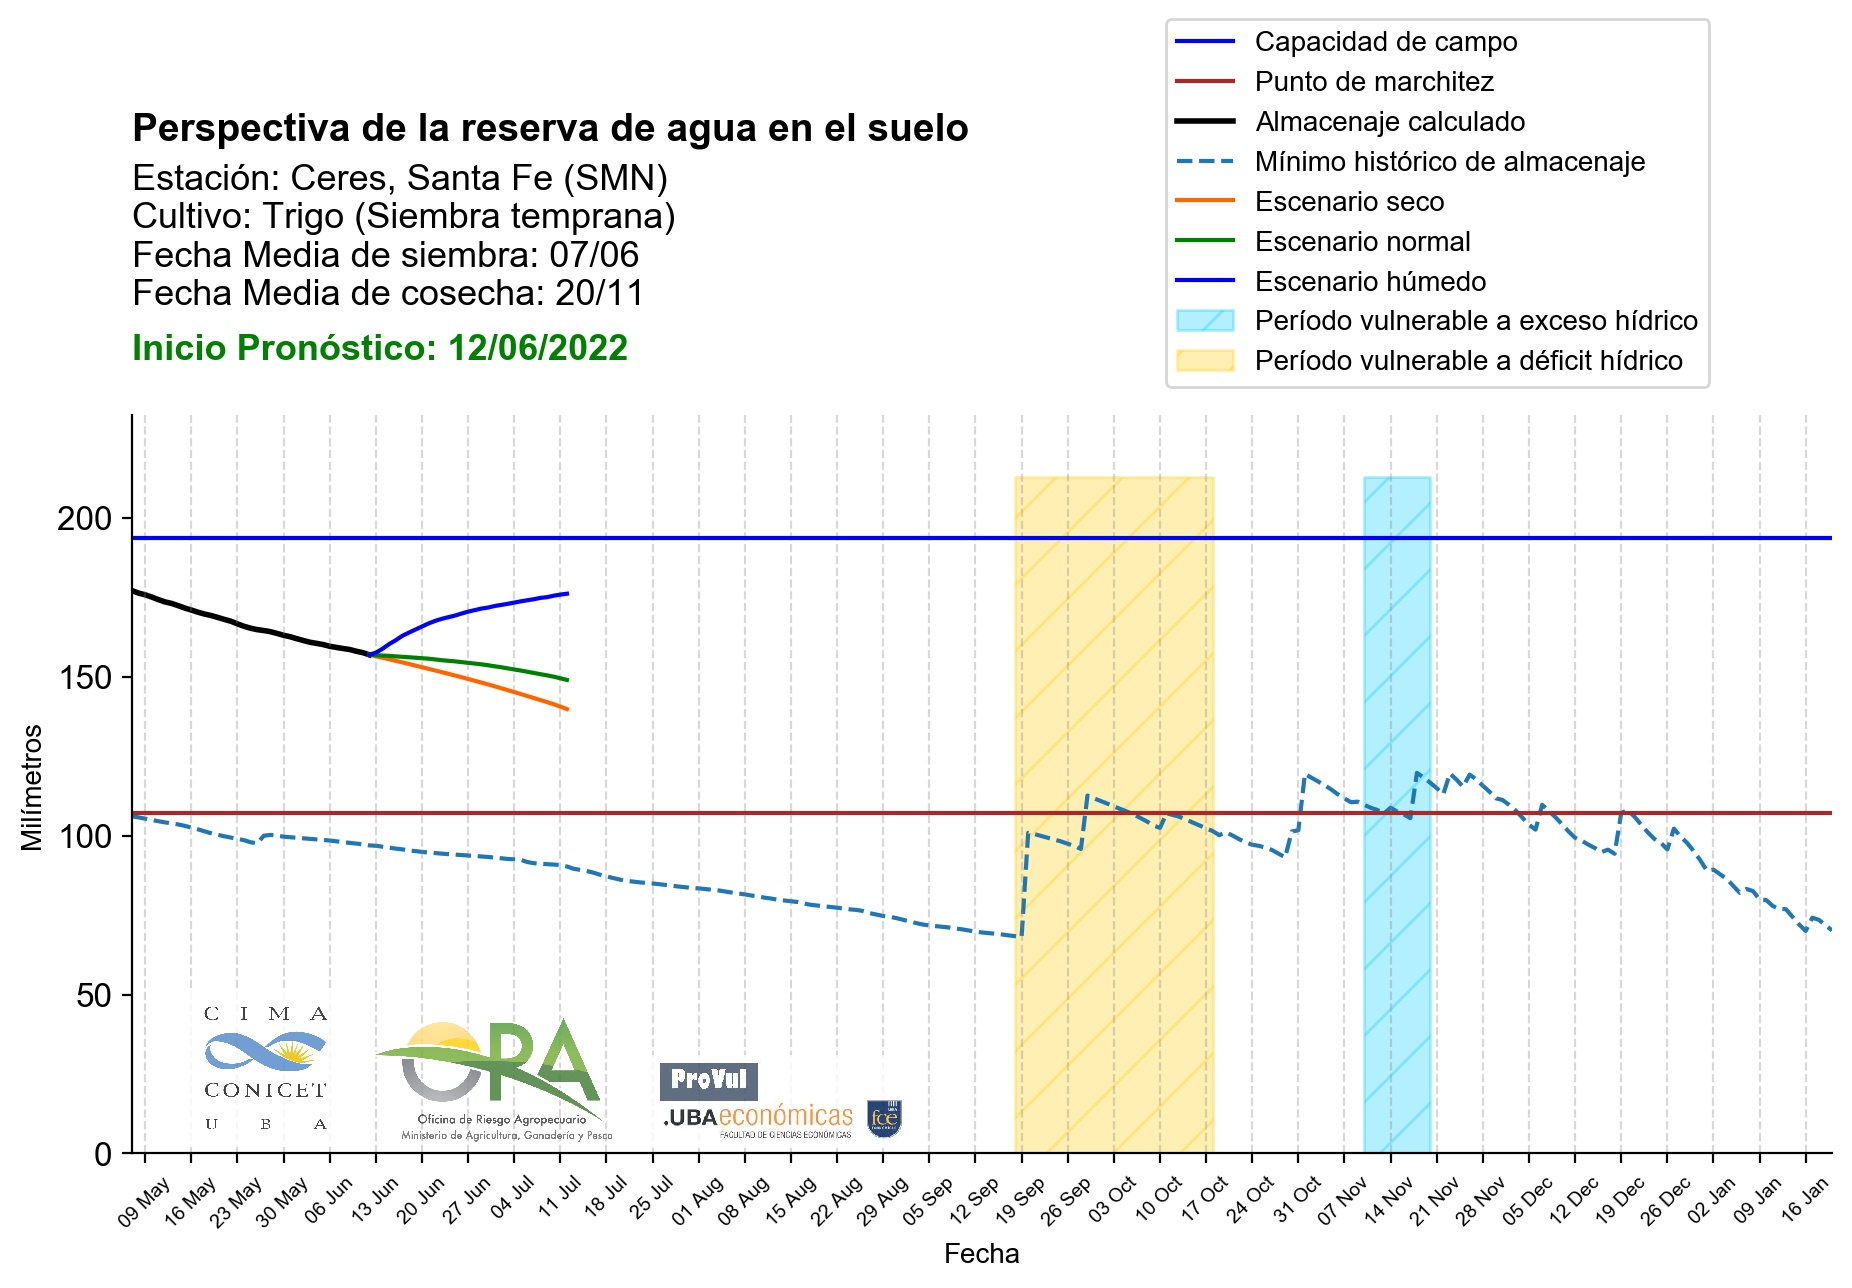 Capacidad de campo
Punto de marchitez
Almacenaje calculado
Mínimo histórico de almacenaje
Escenario seco
Escenario normal
Escenario húmedo
Período vulnerable a exceso hídrico
Período vulnerable a déficit hídrico
Perspectiva de la reserva de agua en el suelo
Estación: Ceres, Santa Fe (SMN)
Cultivo: Trigo (Siembra temprana)
Fecha Media de siembra: 07/06
Fecha Media de cosecha: 20/11
Inicio Pronóstico: 12/06/2022
Milímetros
200
150
100
50
0
CIMA
CONICET
UBA
ORA
Oficina de Riesgo Agropecuario
Ministerio de Agricultura, Ganadería y Pesca
ProVul
.UBAeconómicas
FACULTAD DE CIENCIAS ECONÓMICAS
fce
09 May
16 May
23 May
30 May
06 Jun
13 Jun
20 Jun
27 Jun
04 Jul
11 Jul
18 Jul
25 Jul
01 Aug
08 Aug
15 Aug
22 Aug
29 Aug
05 Sep
12 Sep
19 Sep
26 Sep
03 Oct
10 Oct
17 Oct
24 Oct
31 Oct
07 Nov
14 Nov
21 Nov
28 Nov
05 Dec
12 Dec
19 Dec
26 Dec
02 Jan
09 Jan
16 Jan
Fecha